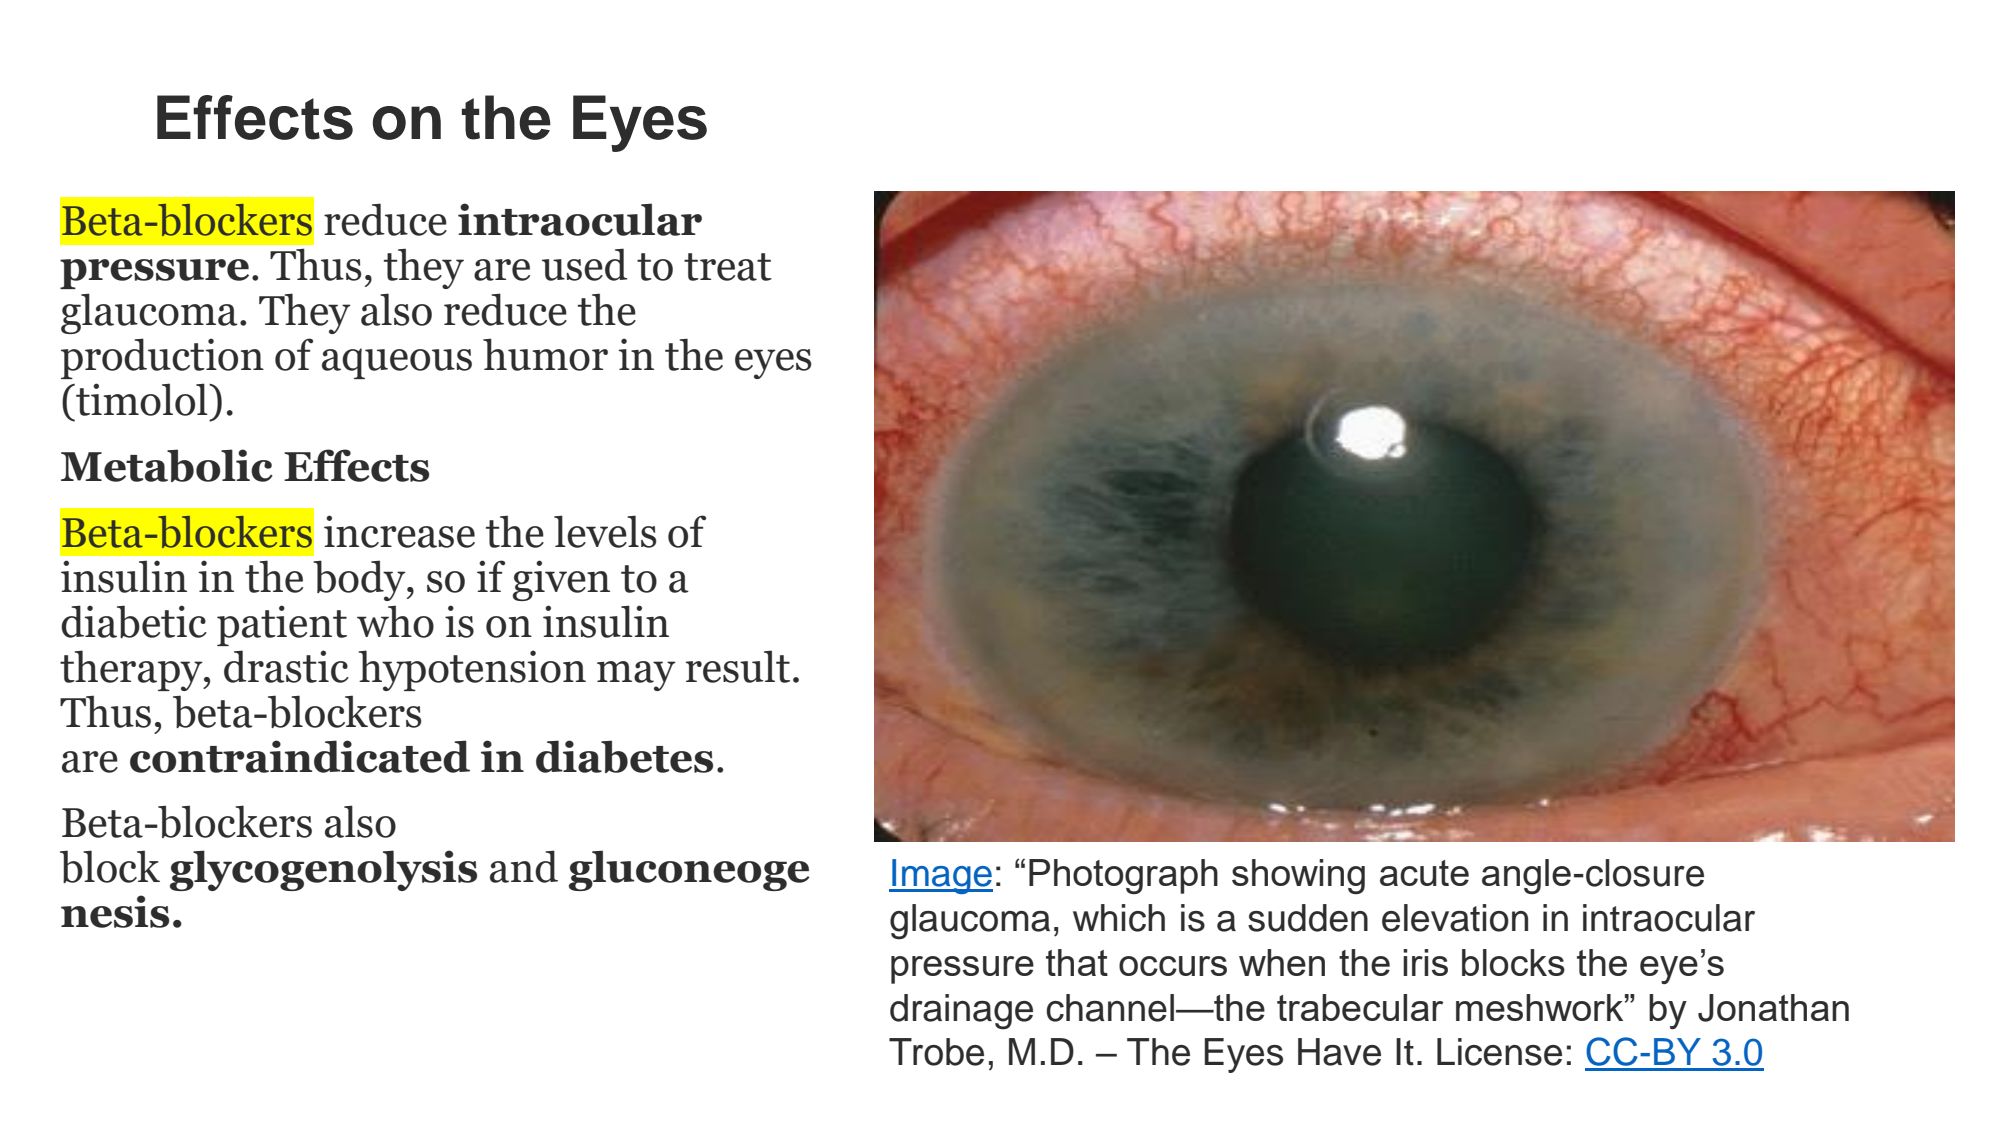 Effects on the Eyes
Beta-blockers reduce intraocular
pressure. Thus, they are used to treat
glaucoma. They also reduce the
production of aqueous humor in the eyes
(timolol).
Metabolic Effects
Beta-blockers increase the levels of
insulin in the body, so if given to a
diabetic patient who is on insulin
therapy, drastic hypotension may result.
Thus, beta-blockers
are contraindicated in diabetes.
Beta-blockers also
block glycogenolysis and gluconeoge
nesis.
Image: “Photograph showing acute angle-closure
glaucoma, which is a sudden elevation in intraocular
pressure that occurs when the iris blocks the eye’s
drainage channel—the trabecular meshwork” by Jonathan
Trobe, M.D. – The Eyes Have It. License: CC-BY 3.0